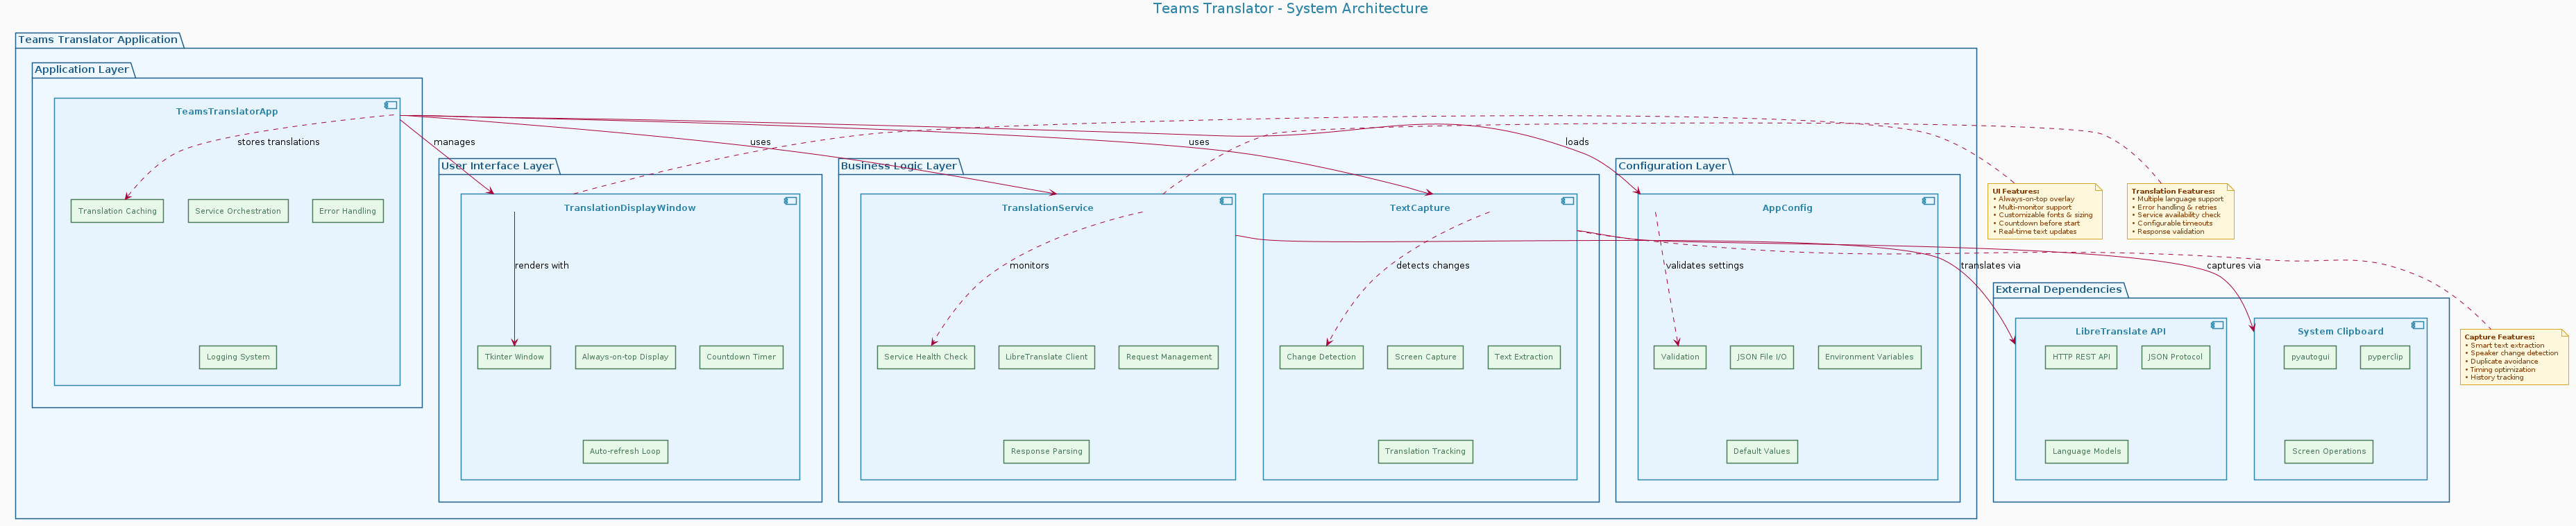 Teams Translator - System Architecture
Teams Translator Application
Application Layer
TeamsTranslatorApp
stores translations
Translation Caching
Service Orchestration
Error Handling
Logging System
manages
uses
uses
loads
User Interface Layer
TranslationDisplayWindow
renders with
Tkinter Window
Always-on-top Display
Countdown Timer
Auto-refresh Loop
Business Logic Layer
TranslationService
monitors
Service Health Check
LibreTranslate Client
Request Management
Response Parsing
TextCapture
detects changes
Change Detection
Screen Capture
Text Extraction
Translation Tracking
Configuration Layer
AppConfig
validates settings
Validation
JSON File I/O
Environment Variables
Default Values
UI Features:
• Always-on-top overlay
• Multi-monitor support
• Customizable fonts & sizing
• Countdown before start
• Real-time text updates
Translation Features:
• Multiple language support
• Error handling & retries
• Service availability check
• Configurable timeouts
• Response validation
translates via
captures via
External Dependencies
LibreTranslate API
HTTP REST API
JSON Protocol
Language Models
System Clipboard
pyautogui
pyperclip
Screen Operations
Capture Features:
• Smart text extraction
• Speaker change detection
• Duplicate avoidance
• Timing optimization
• History tracking